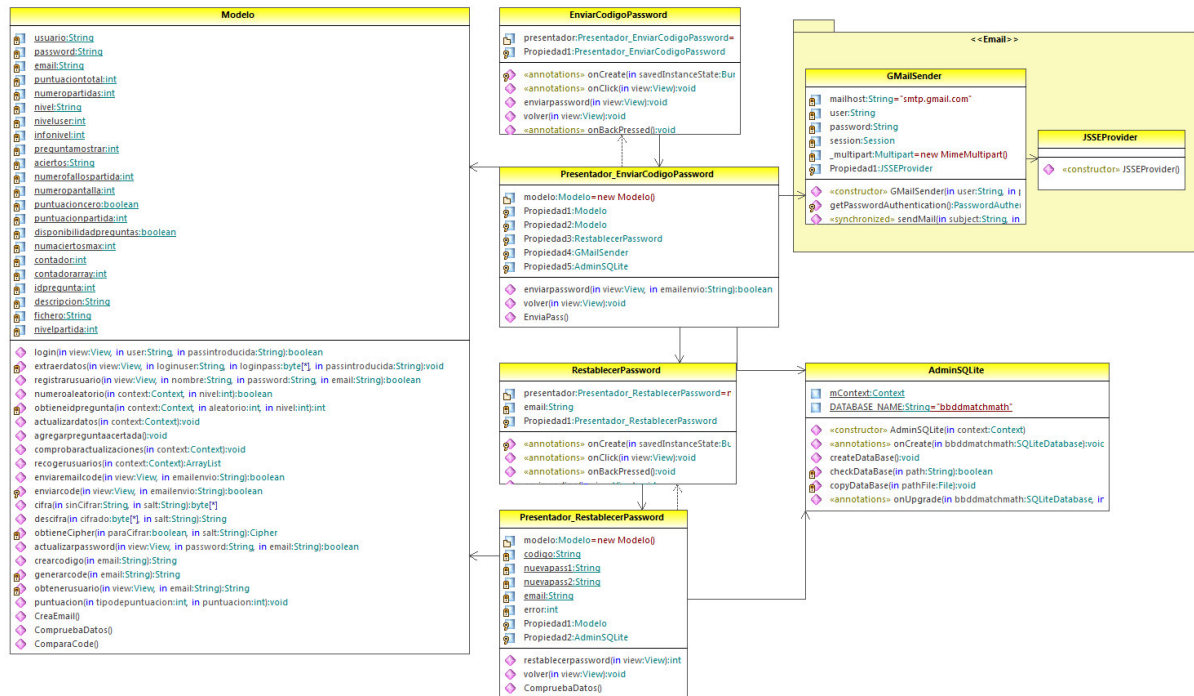 Modelo
usuario:String
password:String
email:String
puntuaciontotal:int
numeropartidas:int
nivel:String
niveluser:int
infonivel:int
preguntamostrar:int
aciertos:String
numerofallospartida:int
numeropantalla:int
puntuacioncero:boolean
puntuacionpartida:int
disponibilidadpreguntas:boolean
numaciertosmax:int
contador:int
contadorarray:int
idpregunta:int
descripcion:String
fichero:String
nivelpartida:int
login(in view:View, in user:String, in passintroducida:String):boolean
extraerdatos(in view:View, in loginuser:String, in loginpass:byte[*], in passintroducida:String):void
registrarusuario(in view:View, in nombre:String, in password:String, in email:String):boolean
numeroaleatorio(in context:Context, in nivel:int):boolean
obtieneidpregunta(in context:Context, in aleatorio:int, in nivel:int):int
actualizardatos(in context:Context):void
agregarpreguntaacertada():void
comprobaractualizaciones(in context:Context):void
recogerusuarios(in context:Context):ArrayList
enviaremailcode(in view:View, in emailenvio:String):boolean
enviarcode(in view:View, in emailenvio:String):boolean
cifra(in sinCifrar:String, in salt:String):byte[*]
descifra(in cifrado:byte[*], in salt:String):String
obtieneCipher(in paraCifrar:boolean, in salt:String):Cipher
actualizarpassword(in view:View, in password:String, in email:String):boolean
crearcodigo(in email:String):String
generarcode(in email:String):String
obtenerusuario(in view:View, in email:String):String
puntuacion(in tipodepuntuacion:int, in puntuacion:int):void
CreaEmail()
CompruebaDatos()
ComparaCode()
EnviarCodigoPassword
presentador:Presentador_EnviarCodigoPassword=
Propiedad1:Presentador_EnviarCodigoPassword
«annotations» onCreate(in savedInstanceState:Bu
«annotations» onClick(in view:View):void
enviarpassword(in view:View):void
volver(in view:View):void
«annotations» onBackPressed():void
Presentador_EnviarCodigoPassword
modelo:Modelo=new Modelo()
Propiedad1:Modelo
Propiedad2:Modelo
Propiedad3:RestablecerPassword
Propiedad4:GMailSender
Propiedad5:AdminSQLite
enviarpassword(in view:View, in emailenvio:String):boolean
volver(in view:View):void
EnviaPass()
RestablecerPassword
presentador:Presentador_RestablecerPassword=n
email:String
Propiedad1:Presentador_RestablecerPassword
«annotations» onCreate(in savedInstanceState:Bu
«annotations» onClick(in view:View):void
«annotations» onBackPressed():void
Presentador_RestablecerPassword
modelo:Modelo=new Modelo()
codigo:String
nuevapass1:String
nuevapass2:String
email:String
error:int
Propiedad1:Modelo
Propiedad2:AdminSQLite
restablecerpassword(in view:View):int
volver(in view:View):void
CompruebaDatos()
<<Email>>
GMailSender
mailhost:String="smtp.gmail.com"
user:String
password:String
session:Session
_multipart:Multipart=new MimeMultipart()
Propiedad1:JSSEProvider
«constructor» GMailSender(in user:String, in p
getPasswordAuthentication():PasswordAuthe
«synchronized» sendMail(in subject:String, in
JSSEProvider
«constructor» JSSEProvider()
AdminSQLite
mContext:Context
DATABASE_NAME:String="bbddmatchmath"
«constructor» AdminSQLite(in context:Context)
«annotations» onCreate(in bbddmatchmath:SQLiteDatabase):voic
createDataBase():void
checkDataBase(in path:String):boolean
copyDataBase(in pathFile:File):void
«annotations» onUpgrade(in bbddmatchmath:SQLiteDatabase, in